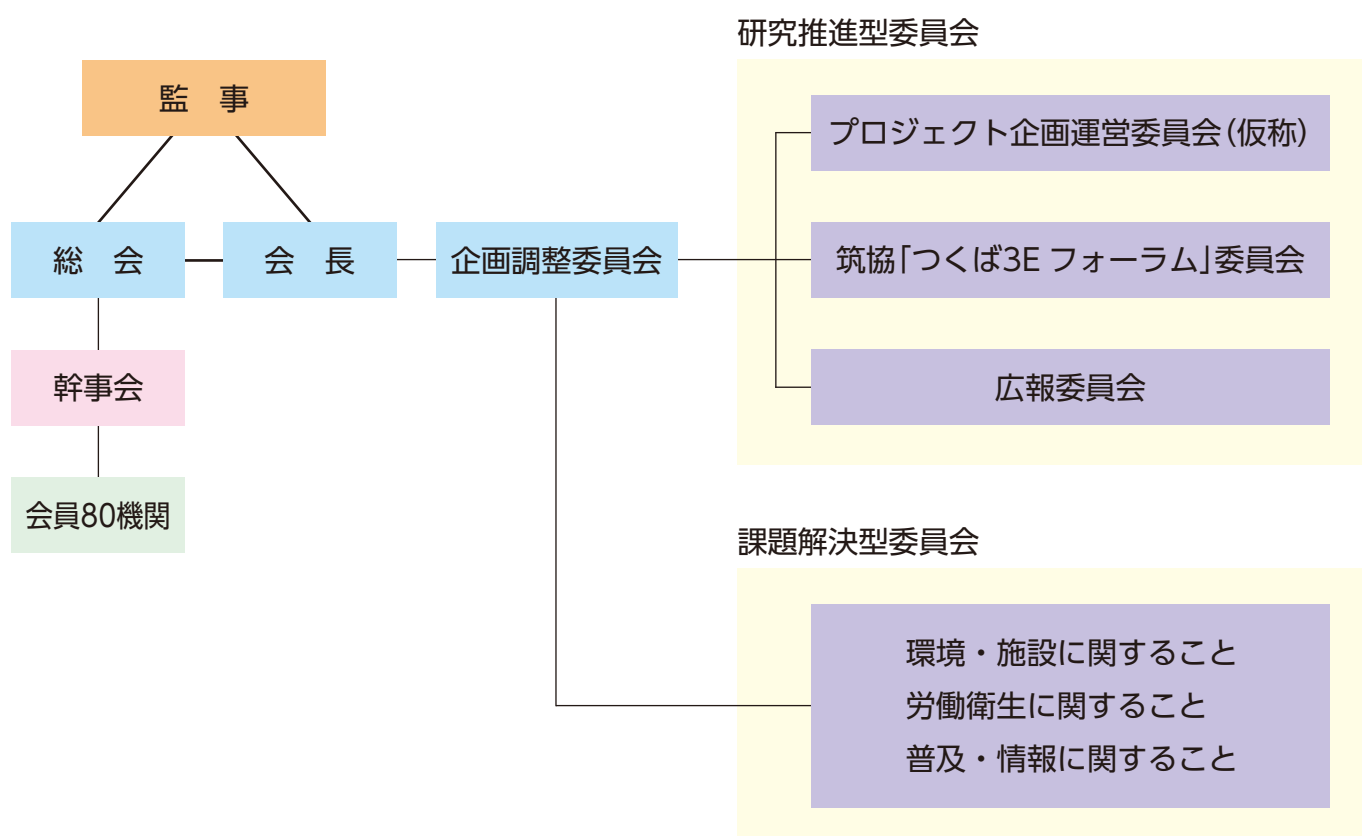 監　事
総　会
会　長
企画調整委員会
幹事会
会員80機関
研究推進型委員会
プロジェクト企画運営委員会（仮称）
筑協「つくば3E フォーラム」委員会
広報委員会
課題解決型委員会
環境・施設に関すること
労働衛生に関すること
普及・情報に関すること